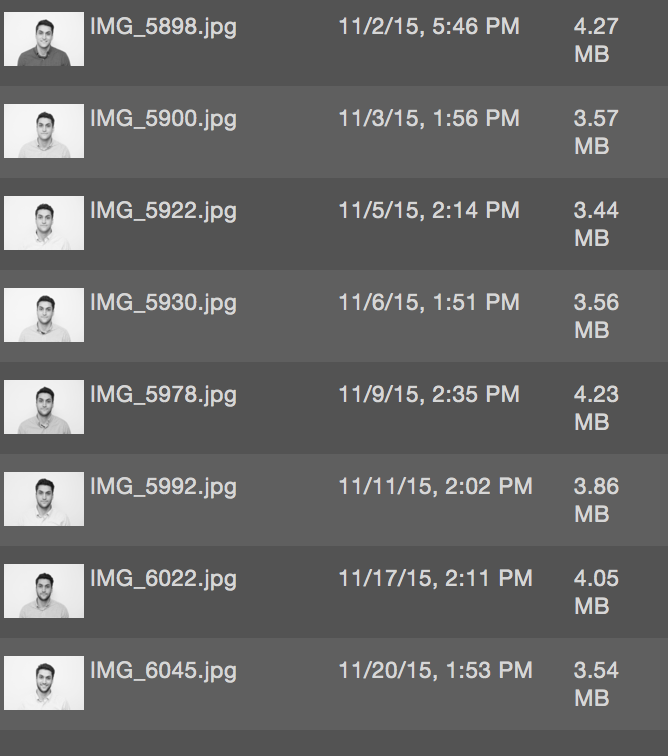 IMG_5898.jpg 11/2/15, 5:46 PM 4.27
MB
IMG_5900.jpg 11/3/15, 1:56 PM 3.57
MB
IMG_5922.jpg 11/5/15, 2:14 PM 3.44
MB
IMG_5930.jpg 11/6/15, 1:51 PM 3.56
MB
IMG_5978.jpg 11/9/15, 2:35 PM 4.23
MB
IMG_5992.jpg 11/11/15, 2:02 PM 3.86
MB
IMG_6022.jpg 11/17/15, 2:11 PM 4.05
MB
IMG_6045.jpg 11/20/15, 1:53 PM 3.54
MB